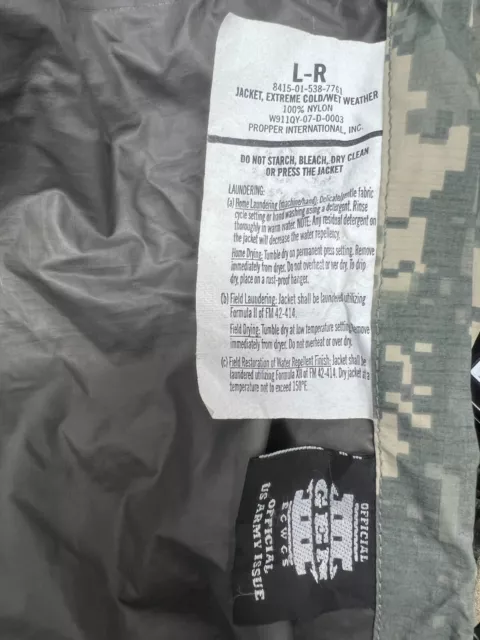 L-R
8415-01-538-7761
JACKET, EXTREME COLD/WET WEATHER
100% NYLON
W911QY-07-D-0003
PROPPER INTERNATIONAL, INC.
DO NOT STARCH, BLEACH, DRY CLEAN
OR PRESS THE JACKET
LAUNDERING:
(a) Home Laundering (machine/hand): Delicate/gentle fabric
cycle setting or hand washing using a detergent. Rinse
thoroughly in warm water. NOTE: Any residual detergent on
the jacket will decrease the water repellency.
Home Drying: Tumble dry on permanent press setting. Remove
immediately from dryer. Do not overheat or over dry. To drip
dry, place on a rust-proof hanger.
(b) Field Laundering: Jacket shall be laundered utilizing
Formula II of FM 42-414.
Field Drying: Tumble dry at low temperature setting. Remove
immediately from dryer. Do not overheat or over dry.
(c) Field Restoration of Water Repellent Finish: Jacket shall be
laundered utilizing Formula XII of FM 42-414. Dry jacket at a
temperature not to exceed 150°F.
OFFICIAL
GEN III
ECWCS
OFFICIAL
US ARMY ISSUE